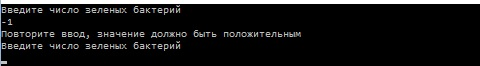 Введите число зеленых бактерий
-1
Повторите ввод, значение должно быть положительным
Введите число зеленых бактерий